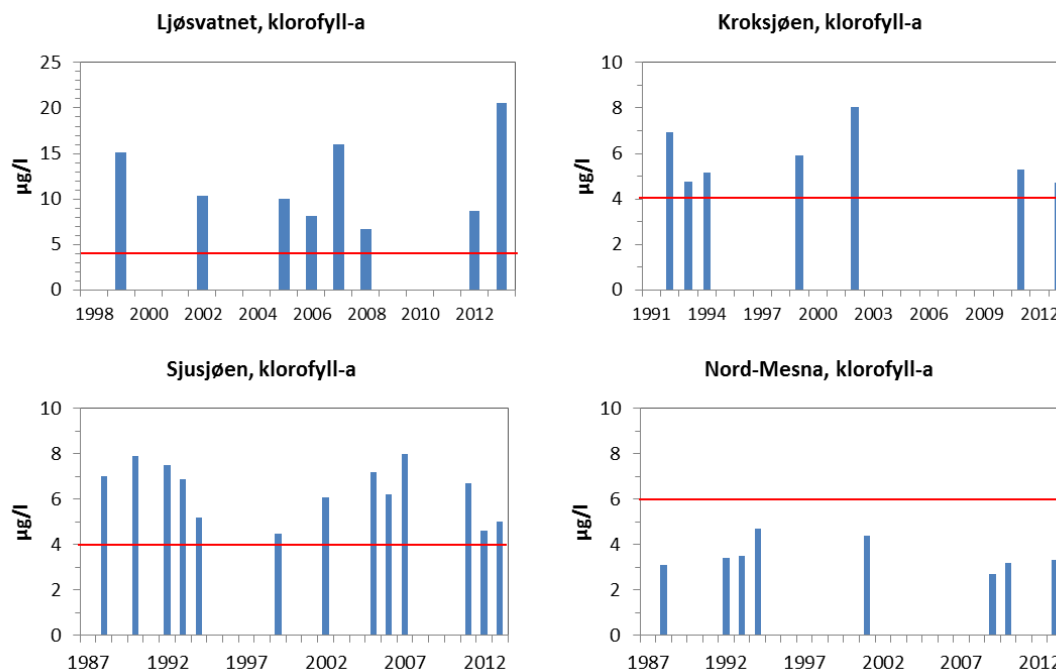 Ljøsvatnet, klorofyll-a
25
20
15
10
5
0
µg/l
1998 2000 2002 2004 2006 2008 2010 2012
Kroksjøen, klorofyll-a
10
8
6
4
2
0
µg/l
1991 1994 1997 2000 2003 2006 2009 2012
Sjusjøen, klorofyll-a
10
8
6
4
2
0
µg/l
1987 1992 1997 2002 2007 2012
Nord-Mesna, klorofyll-a
10
8
6
4
2
0
µg/l
1987 1992 1997 2002 2007 2012